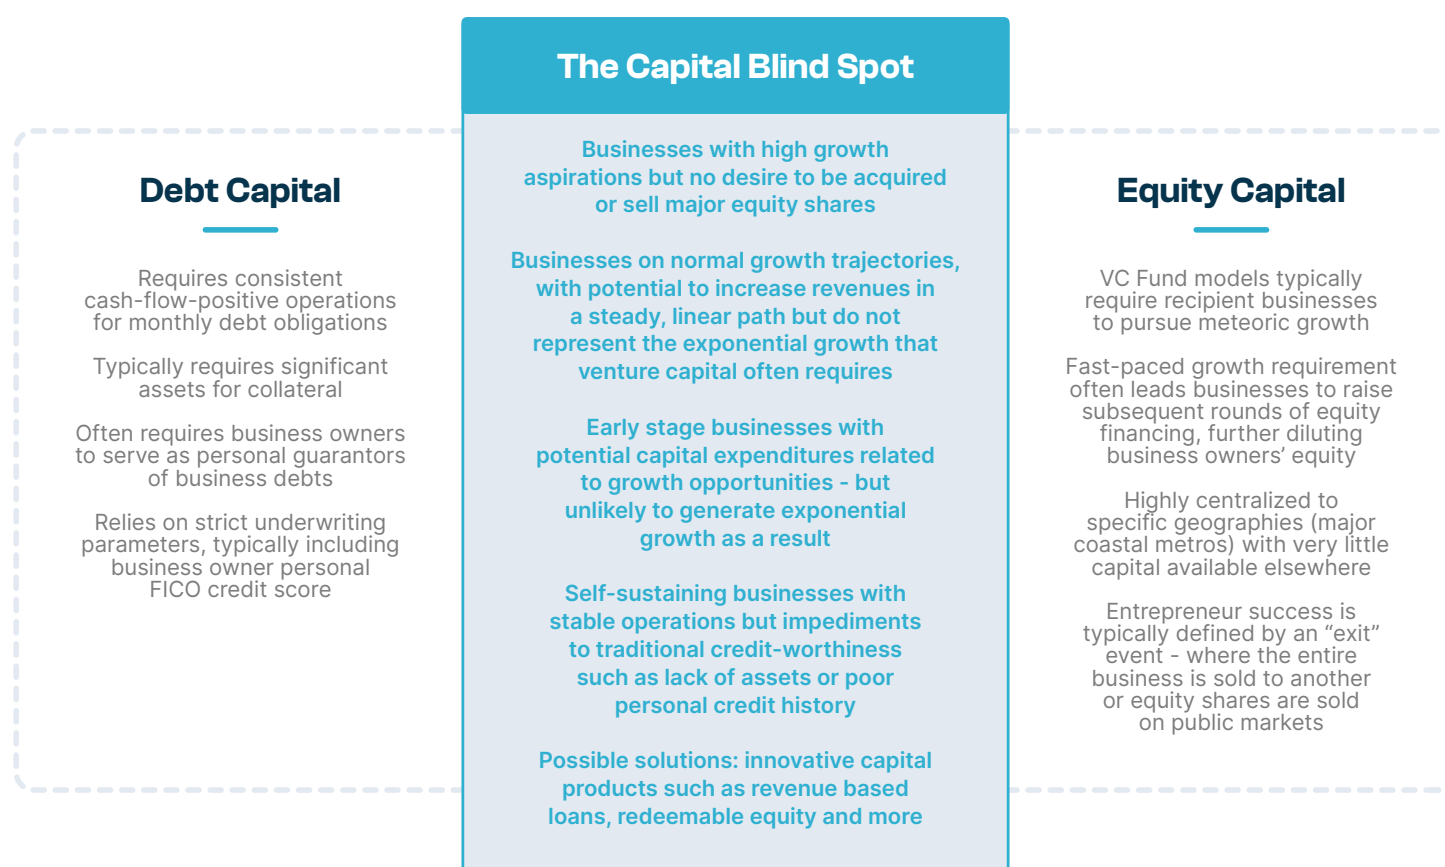 The Capital Blind Spot
Debt Capital
Requires consistent
cash-flow-positive operations
for monthly debt obligations
Typically requires significant
assets for collateral
Often requires business owners
to serve as personal guarantors
of business debts
Relies on strict underwriting
parameters, typically including
business owner personal
FICO credit score
Businesses with high growth
aspirations but no desire to be acquired
or sell major equity shares
Businesses on normal growth trajectories,
with potential to increase revenues in
a steady, linear path but do not
represent the exponential growth that
venture capital often requires
Early stage businesses with
potential capital expenditures related
to growth opportunities - but
unlikely to generate exponential
growth as a result
Self-sustaining businesses with
stable operations but impediments
to traditional credit-worthiness
such as lack of assets or poor
personal credit history
Possible solutions: innovative capital
products such as revenue based
loans, redeemable equity and more
Equity Capital
VC Fund models typically
require recipient businesses
to pursue meteoric growth
Fast-paced growth requirement
often leads businesses to raise
subsequent rounds of equity
financing, further diluting
business owners’ equity
Highly centralized to
specific geographies (major
coastal metros) with very little
capital available elsewhere
Entrepreneur success is
typically defined by an “exit”
event - where the entire
business is sold to another
or equity shares are sold
on public markets